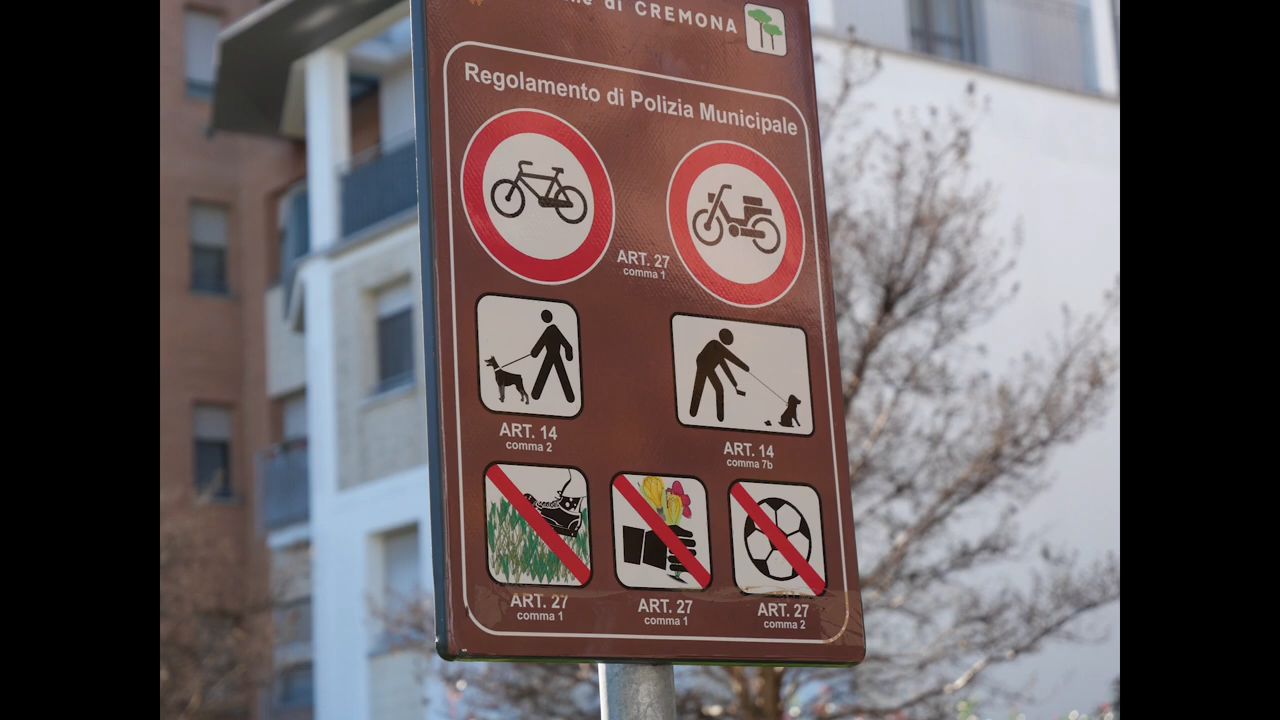 di CREMONA
Regolamento di Polizia Municipale
ART. 27
comma 1
ART. 14
comma 2
ART. 14
comma 7b
ART. 27
comma 1
ART. 27
comma 1
ART. 27
comma 2